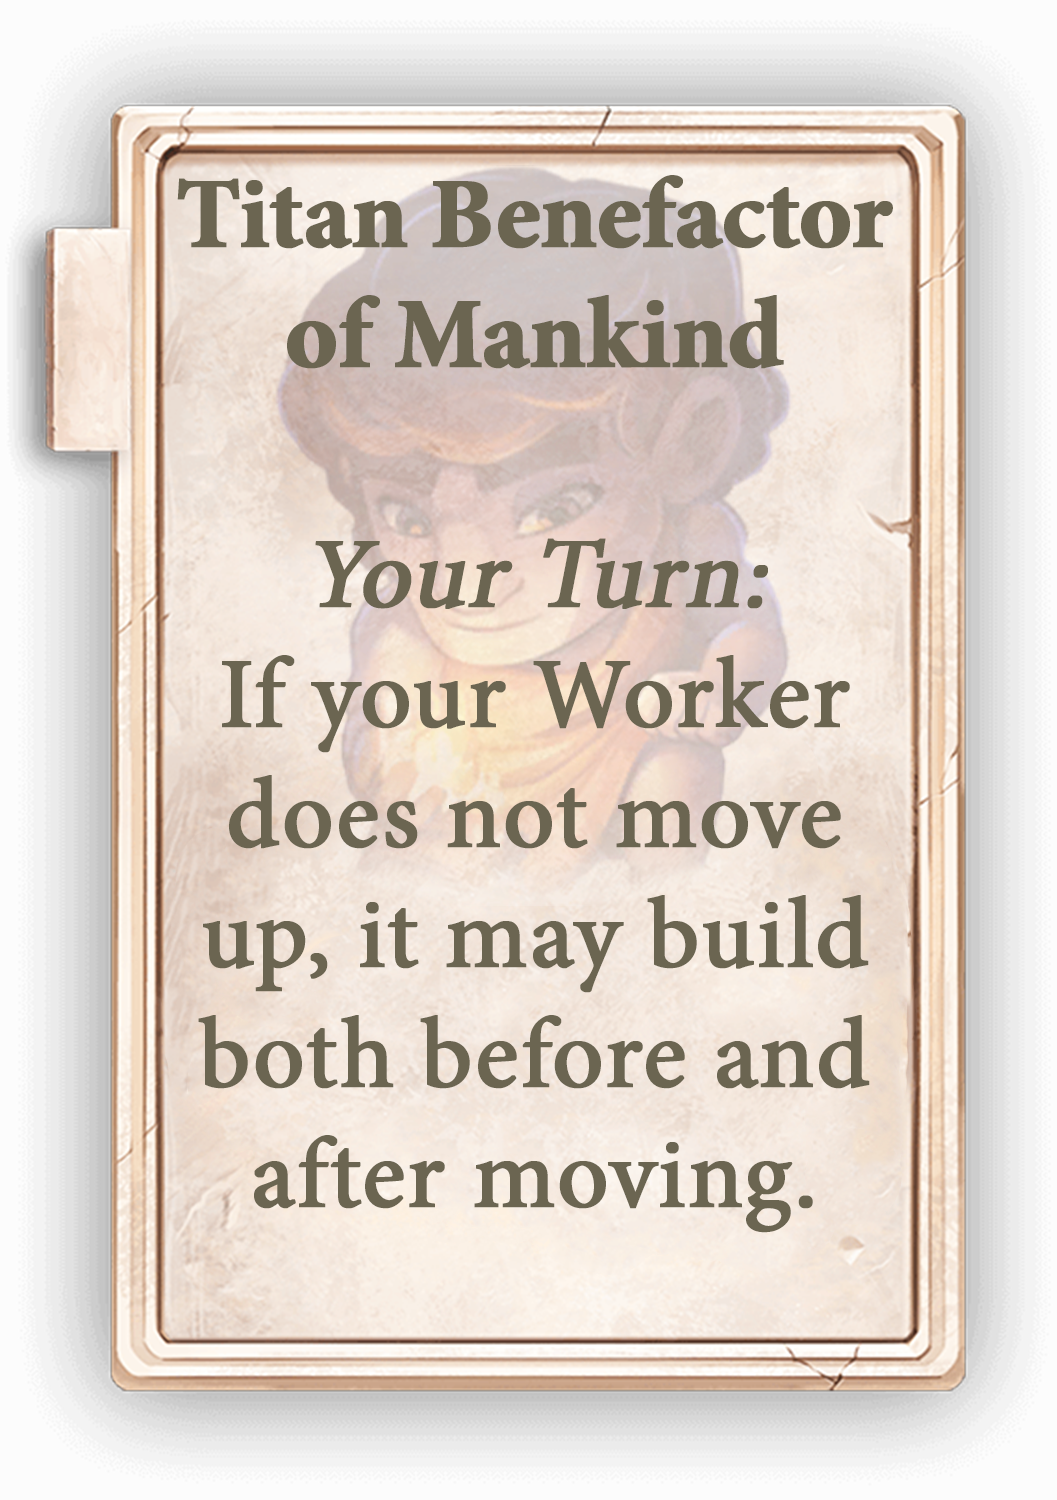 Titan Benefactor
of Mankind
Your Turn:
If your Worker
does not move
up, it may build
both before and
after moving.